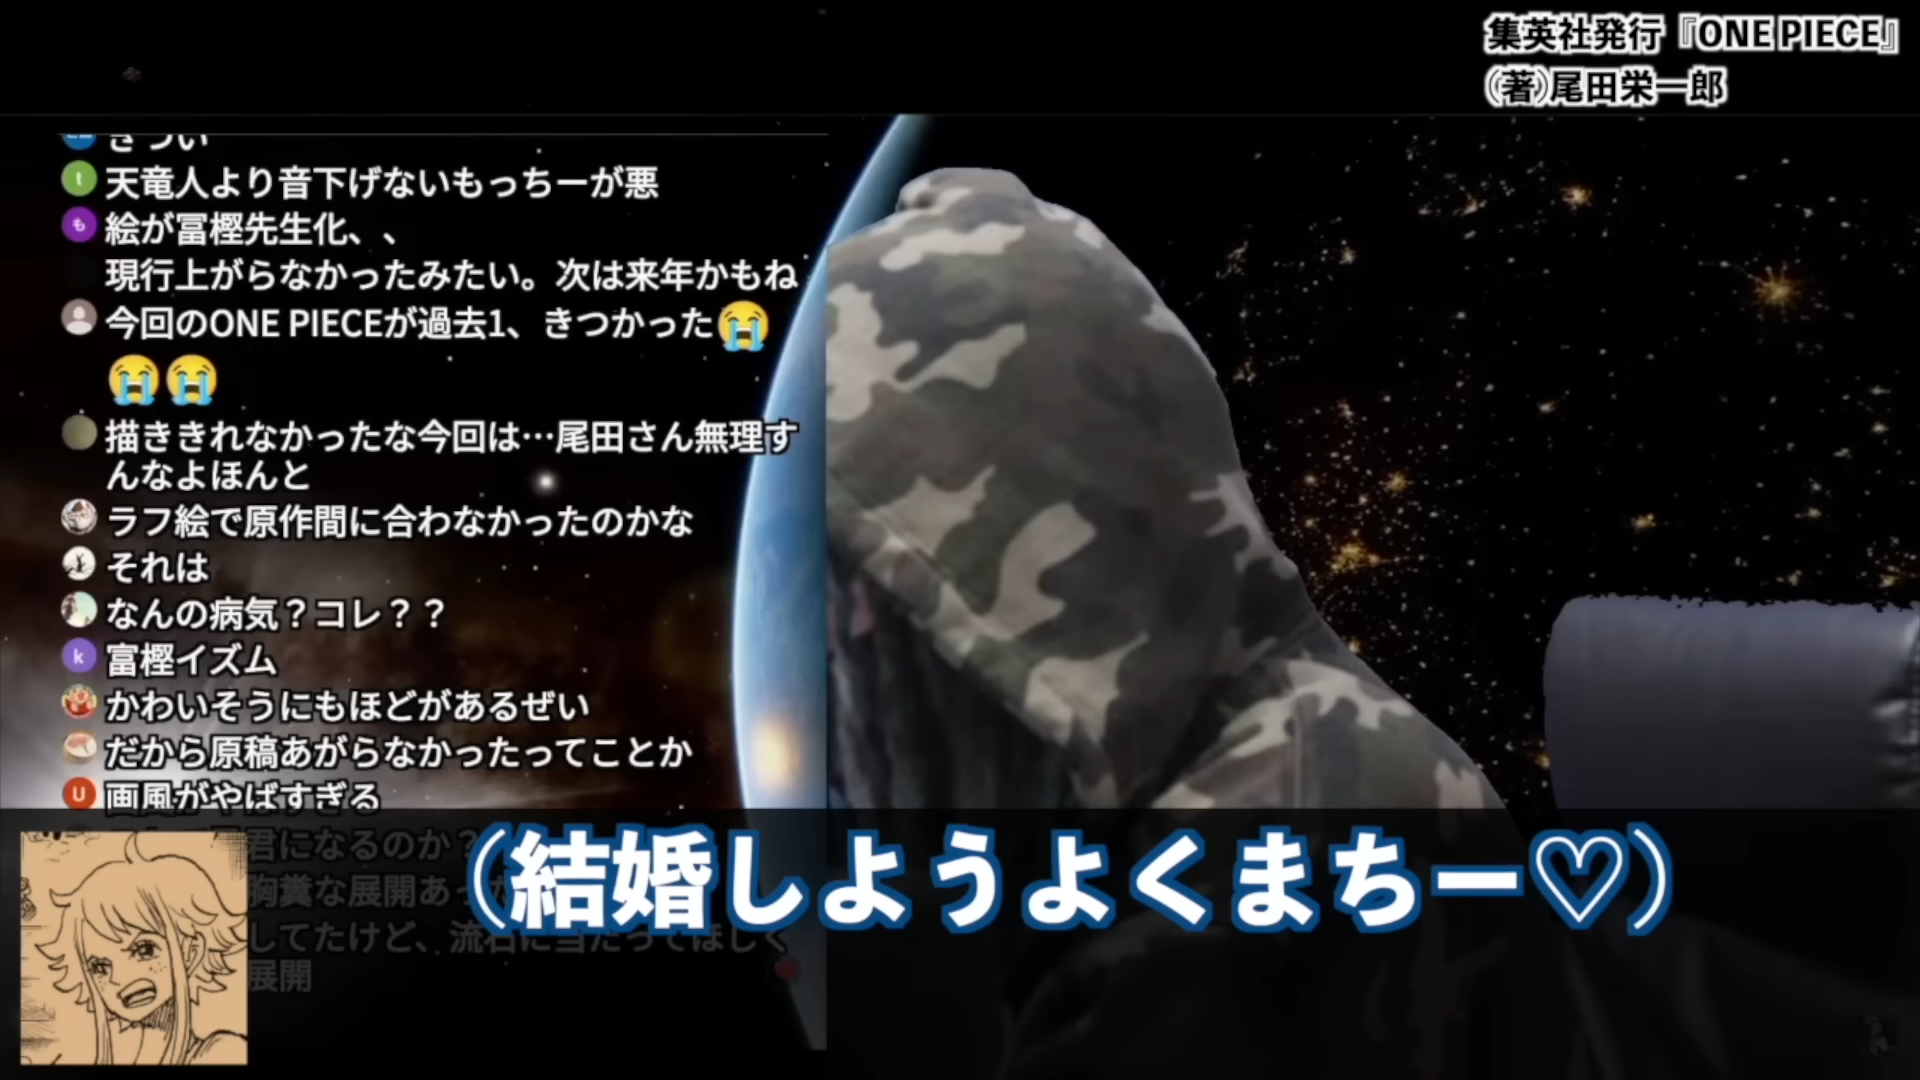 集英社発行『ONE PIECE』
(著)尾田栄一郎
きつい
t
天竜人より音下げないもっちーが悪
も
絵が冨樫先生化、、
現行上がらなかったみたい。次は来年かもね
今回のONE PIECEが過去1、きつかった😭
😭😭
描ききれなかったな今回は…尾田さん無理す
んなよほんと
ラフ絵で原作間に合わなかったのかな
それは
なんの病気？コレ？？
k
富樫イズム
かわいそうにもほどがあるぜい
だから原稿あがらなかったってことか
U
画風がやばすぎる
君になるのか？
胸糞な展開あっ
してたけど、流石に当たってほしく
展開
（結婚しようよくまちー♡）